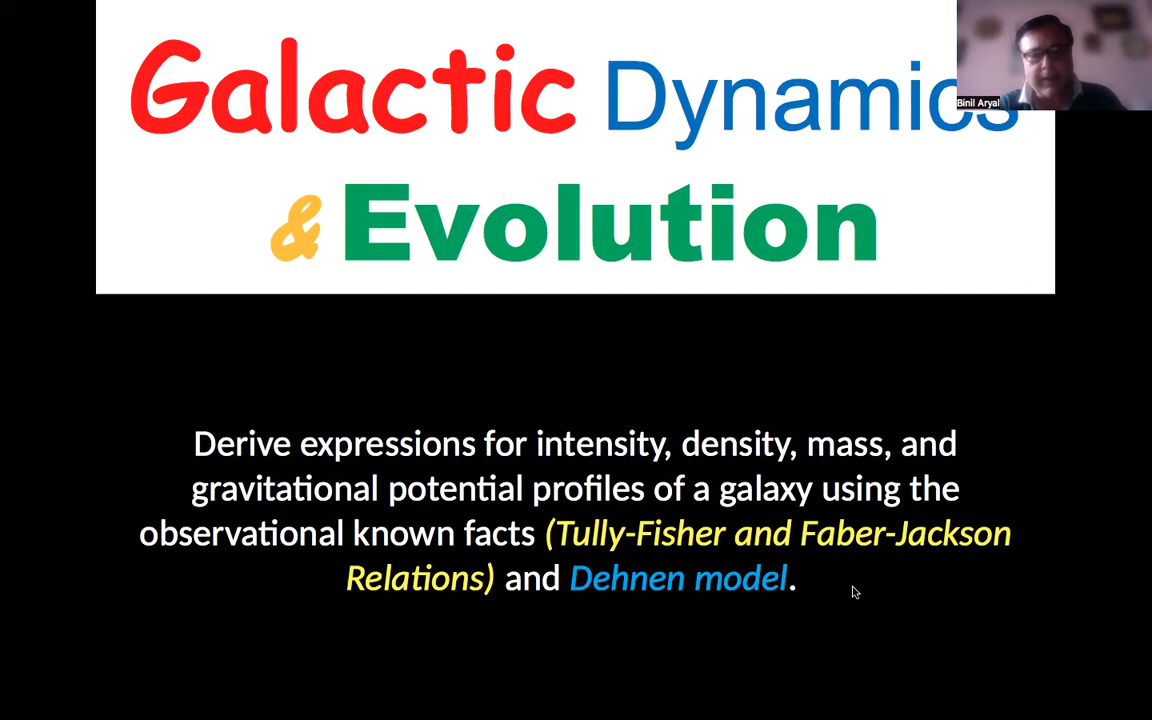 Galactic Dynamics
& Evolution
Binil Aryal
Derive expressions for intensity, density, mass, and
gravitational potential profiles of a galaxy using the
observational known facts (Tully-Fisher and Faber-Jackson
Relations) and Dehnen model.